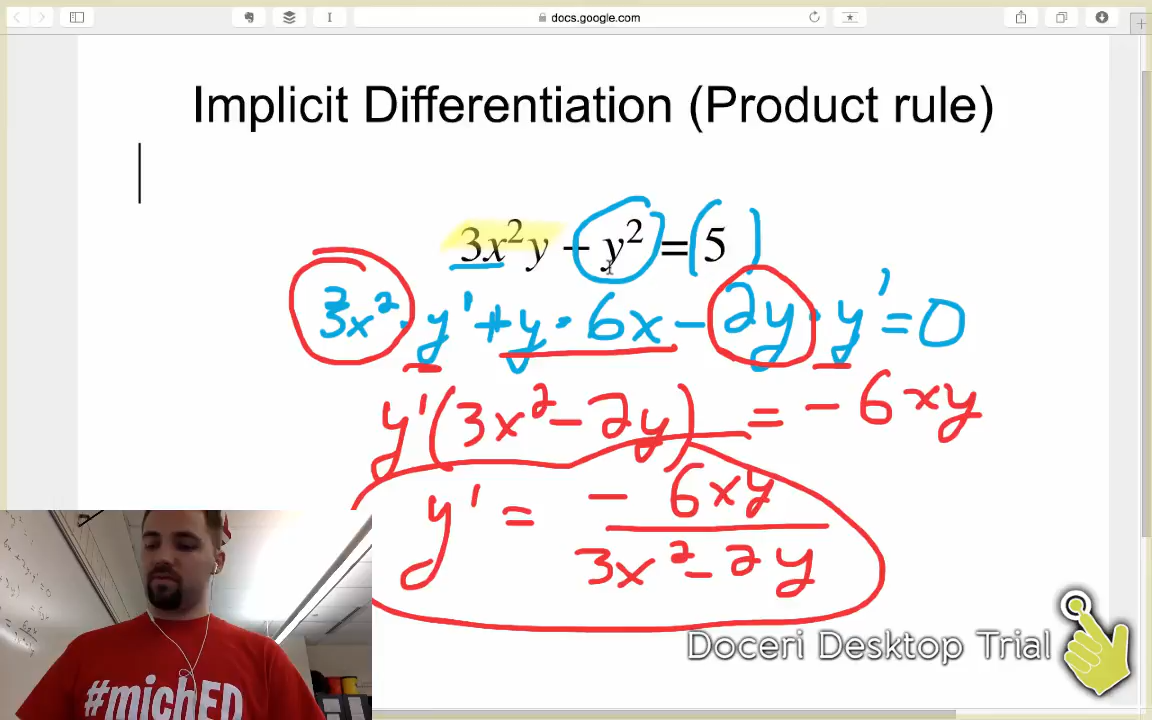 docs.google.com
Implicit Differentiation (Product rule)
3x²y − y² = 5
3x² · y' + y · 6x − 2y · y' = 0
y'(3x² − 2y) = − 6xy
y' = − 6xy / 3x² − 2y
#michED
Doceri Desktop Trial